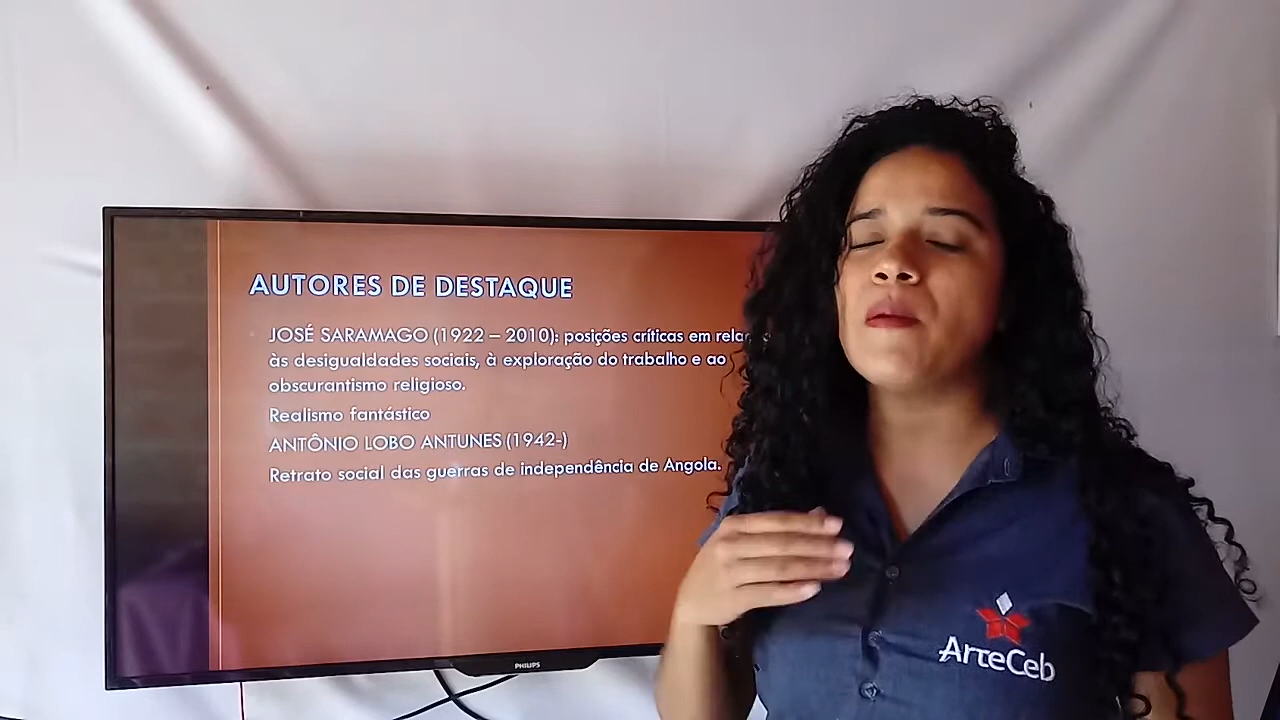 AUTORES DE DESTAQUE
JOSÉ SARAMAGO (1922 – 2010): posições críticas em
às desigualdades sociais, à exploração do trabalho e ao
obscurantismo religioso.
Realismo fantástico
ANTÔNIO LOBO ANTUNES (1942-)
Retrato social das guerras de independência de Angola.
PHILIPS
ArteCeb